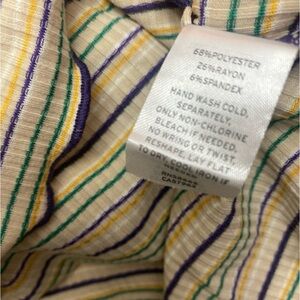 68%POLYESTER
26%RAYON
6%SPANDEX
HAND WASH COLD,
SEPARATELY,
ONLY NON-CHLORINE
BLEACH IF NEEDED,
NO WRING OR TWIST,
RESHAPE, LAY FLAT
TO DRY, COOL IRON IF